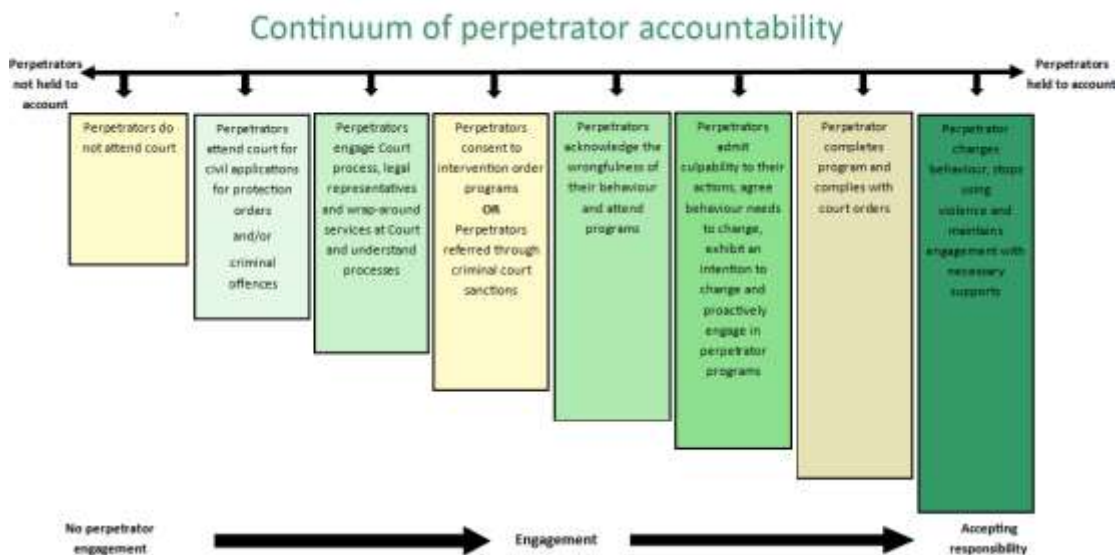 Continuum of perpetrator accountability
Perpetrators
not held to
account
Perpetrators
held to account
Perpetrators do
not attend court
Perpetrators
attend court for
civil applications
for protection
orders
and/or
criminal
offences
Perpetrators
engage Court
process, legal
representatives
and wrap-around
services at Court
and understand
processes
Perpetrators
consent to
intervention order
programs
OR
Perpetrators
referred through
criminal court
sanctions
Perpetrators
acknowledge the
wrongfulness of
their behaviour
and attend
programs
Perpetrators
admit
culpability to their
actions, agree
behaviour needs
to change,
exhibit an
intention to
change and
proactively
engage in
perpetrator
programs
Perpetrator
completes
program and
complies with
court orders
Perpetrator
changes
behaviour, stops
using
violence and
maintains
engagement with
necessary
supports
No perpetrator
engagement
Engagement
Accepting
responsibility